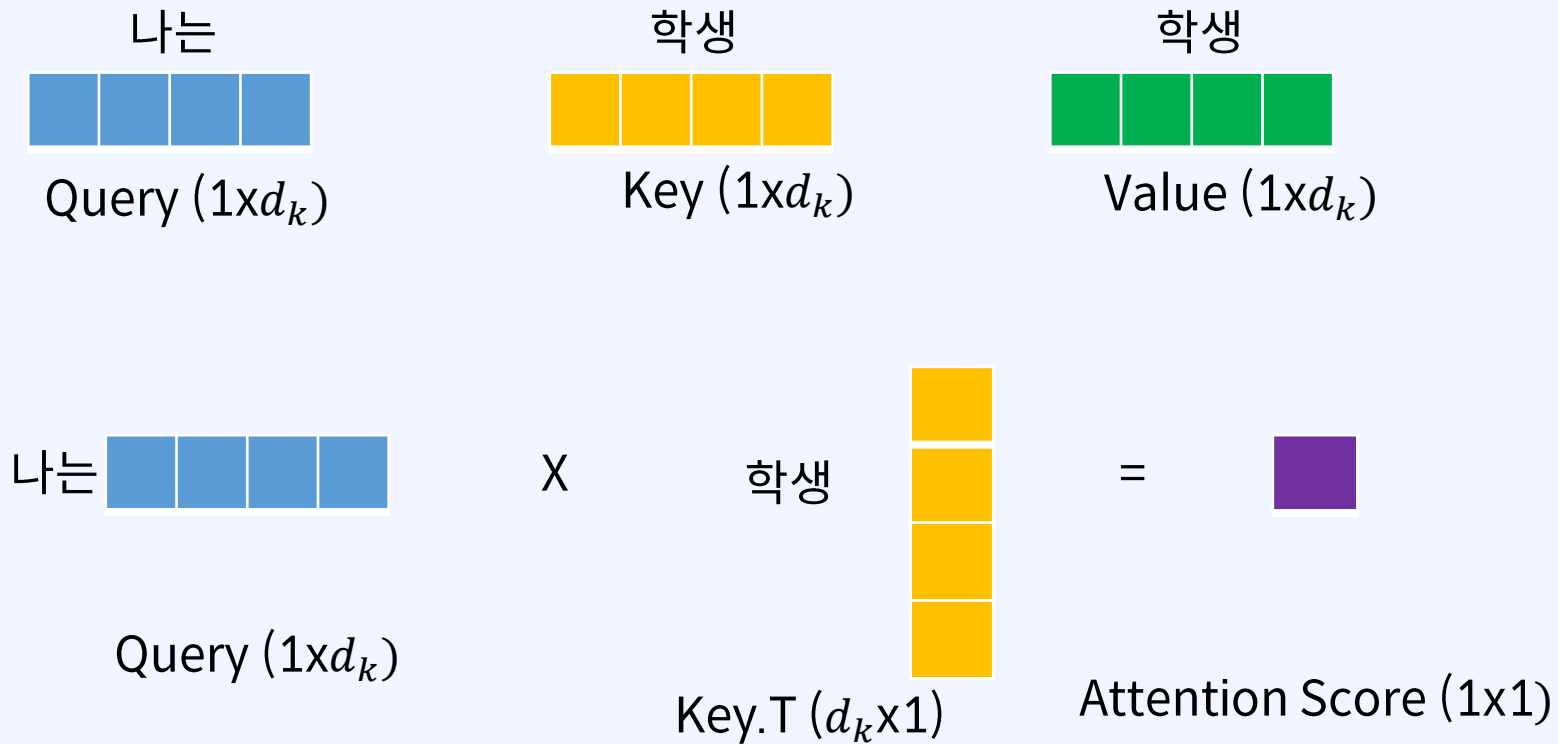 나는 학생 학생
Query (1x𝑑ₖ) Key (1x𝑑ₖ) Value (1x𝑑ₖ)
나는 X 학생 =
Query (1x𝑑ₖ)
Key.T (𝑑ₖx1)
Attention Score (1x1)